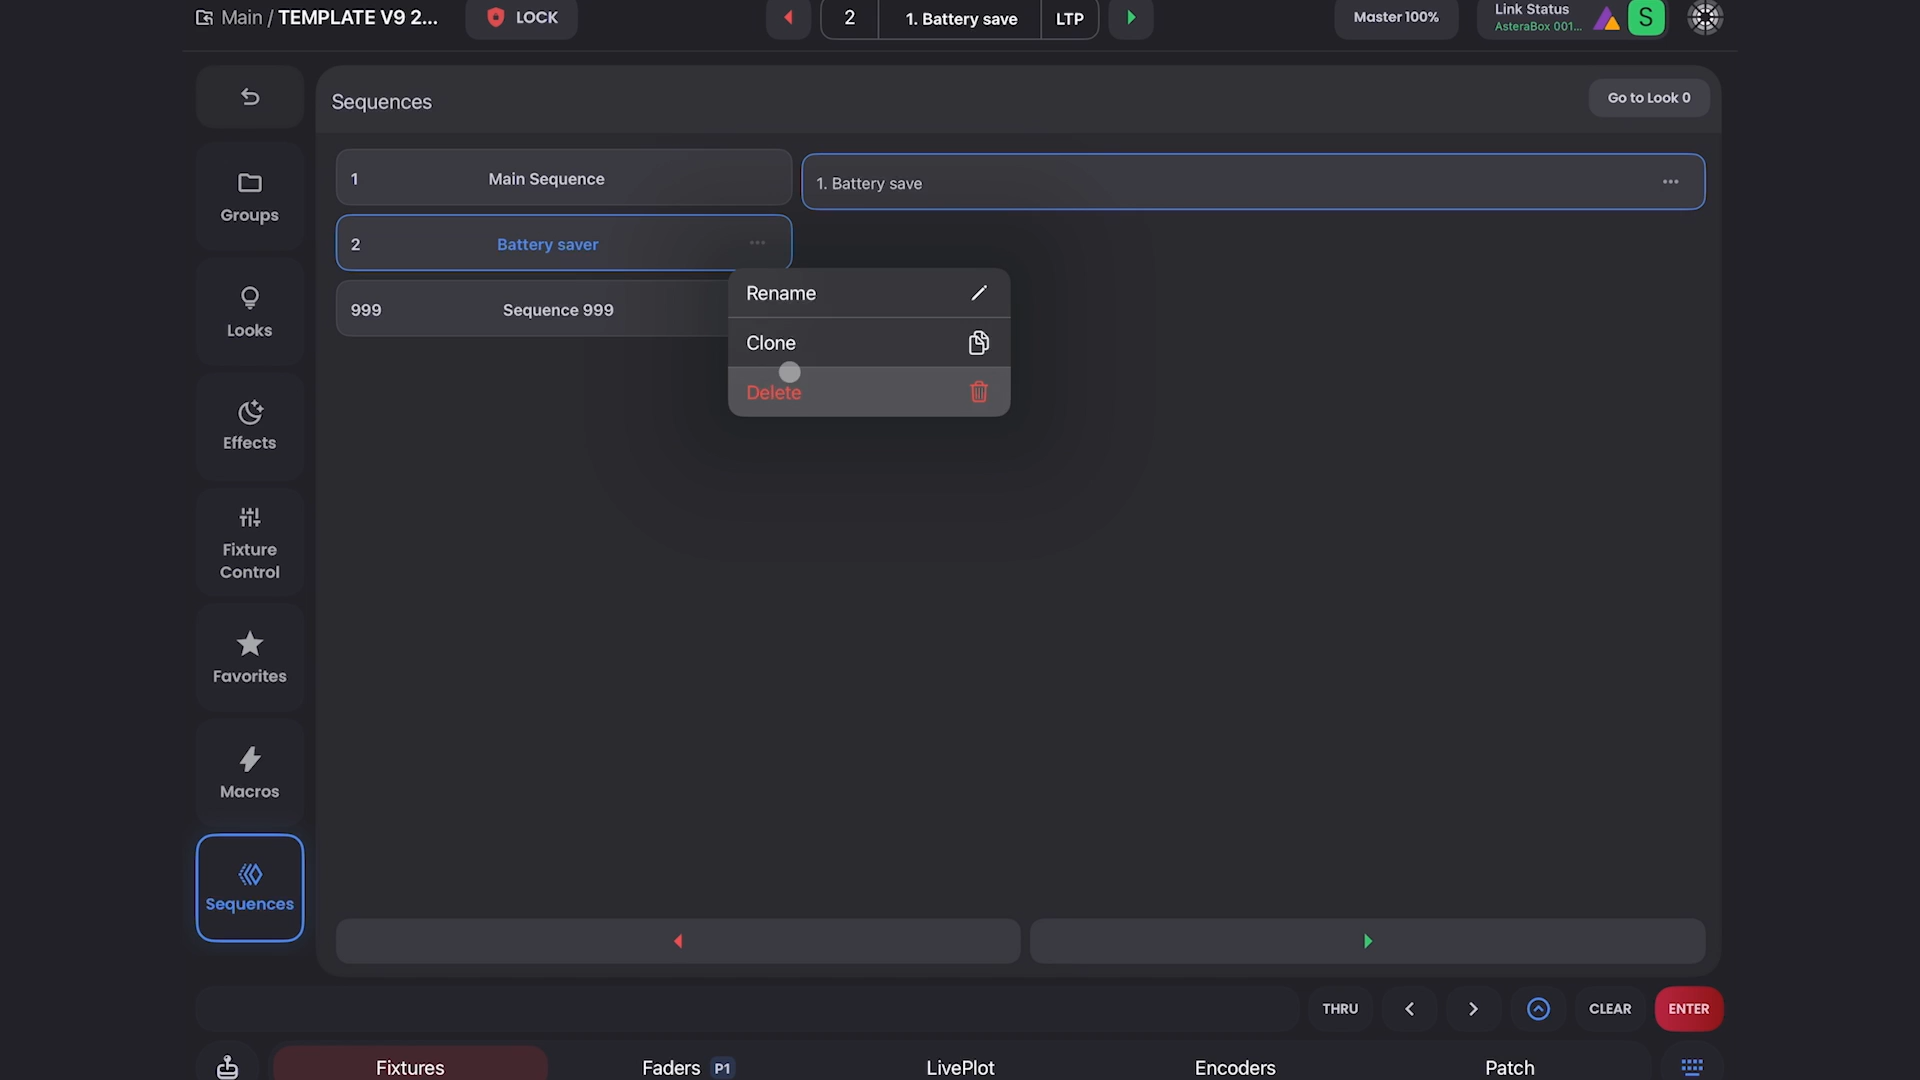 Main / TEMPLATE V9 2...
LOCK
2
1. Battery save
LTP
Master 100%
Link Status
AsteraBox 001...
S
Sequences
Go to Look 0
Groups
Looks
Effects
Fixture
Control
Favorites
Macros
Sequences
1 Main Sequence
2 Battery saver
999 Sequence 999
1. Battery save
Rename
Clone
Delete
THRU
CLEAR
ENTER
Fixtures
Faders P1
LivePlot
Encoders
Patch